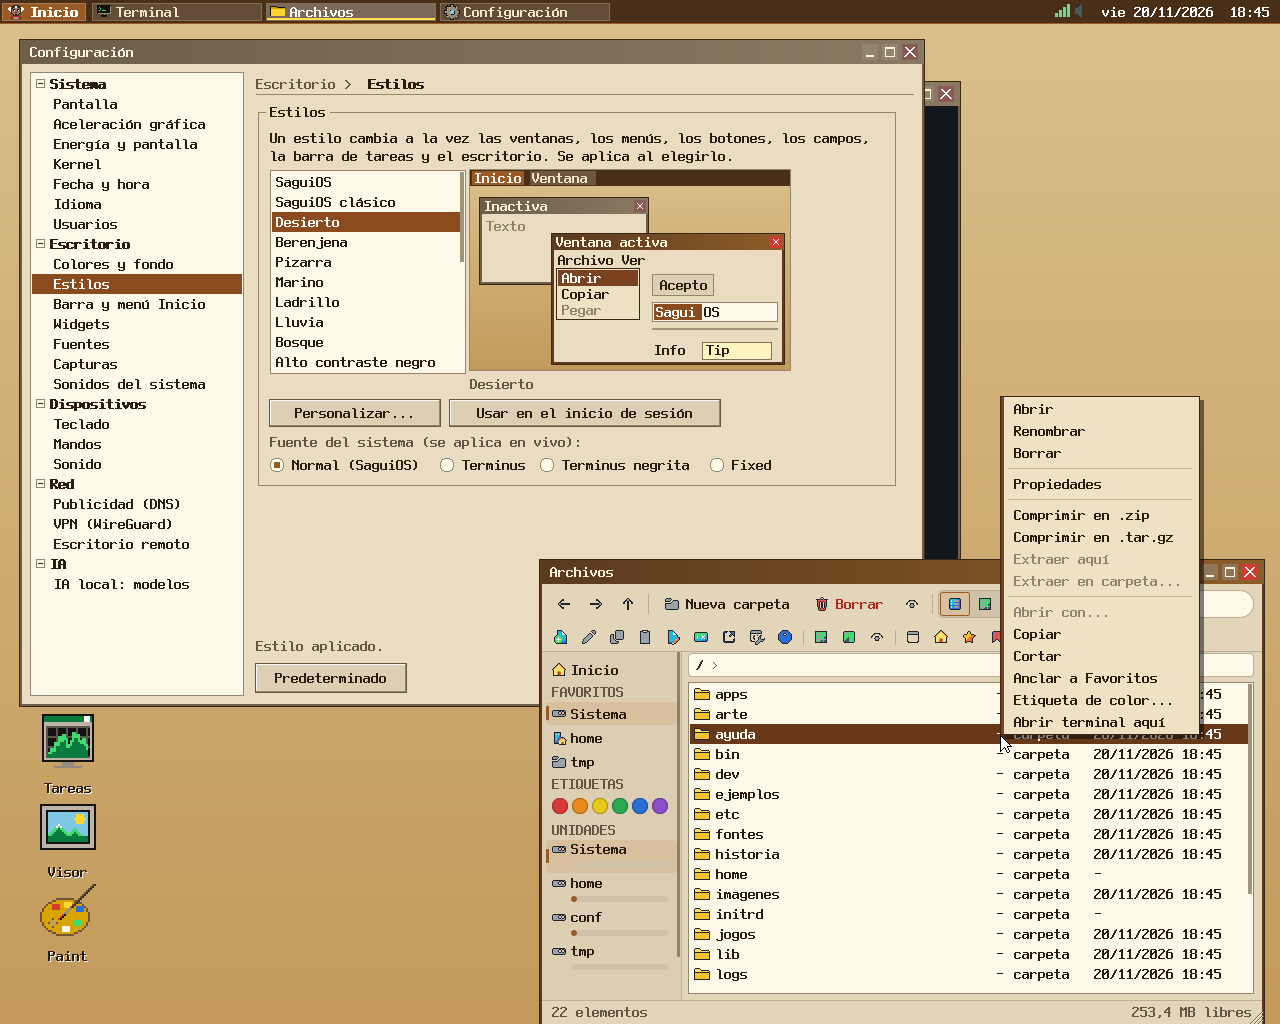 Inicio
Terminal
Archivos
Configuración
vie 20/11/2026 18:45
Configuración
Sistema
Pantalla
Aceleración gráfica
Energía y pantalla
Kernel
Fecha y hora
Idioma
Usuarios
Escritorio
Colores y fondo
Estilos
Barra y menú Inicio
Widgets
Fuentes
Capturas
Sonidos del sistema
Dispositivos
Teclado
Mandos
Sonido
Red
Publicidad (DNS)
VPN (WireGuard)
Escritorio remoto
IA
IA local: modelos
Escritorio > Estilos
Estilos
Un estilo cambia a la vez las ventanas, los menús, los botones, los campos,
la barra de tareas y el escritorio. Se aplica al elegirlo.
SaguiOS
SaguiOS clásico
Desierto
Berenjena
Pizarra
Marino
Ladrillo
Lluvia
Bosque
Alto contraste negro
Inicio Ventana
Inactiva
Texto
Ventana activa
Archivo Ver
Abrir
Copiar
Pegar
Acepto
Sagui OS
Info
Tip
Desierto
Personalizar...
Usar en el inicio de sesión
Fuente del sistema (se aplica en vivo):
Normal (SaguiOS)
Terminus
Terminus negrita
Fixed
Estilo aplicado.
Predeterminado
Tareas
Visor
Paint
Archivos
Nueva carpeta
Borrar
Inicio
FAVORITOS
Sistema
home
tmp
ETIQUETAS
UNIDADES
Sistema
home
conf
tmp
/ >
apps :45
arte :45
ayuda - carpeta 20/11/2026 18:45
bin - carpeta 20/11/2026 18:45
dev - carpeta 20/11/2026 18:45
ejemplos - carpeta 20/11/2026 18:45
etc - carpeta 20/11/2026 18:45
fontes - carpeta 20/11/2026 18:45
historia - carpeta 20/11/2026 18:45
home - carpeta -
imagenes - carpeta 20/11/2026 18:45
initrd - carpeta -
jogos - carpeta 20/11/2026 18:45
lib - carpeta 20/11/2026 18:45
logs - carpeta 20/11/2026 18:45
22 elementos
253,4 MB libres
Abrir
Renombrar
Borrar
Propiedades
Comprimir en .zip
Comprimir en .tar.gz
Extraer aquí
Extraer en carpeta...
Abrir con...
Copiar
Cortar
Anclar a Favoritos
Etiqueta de color...
Abrir terminal aquí